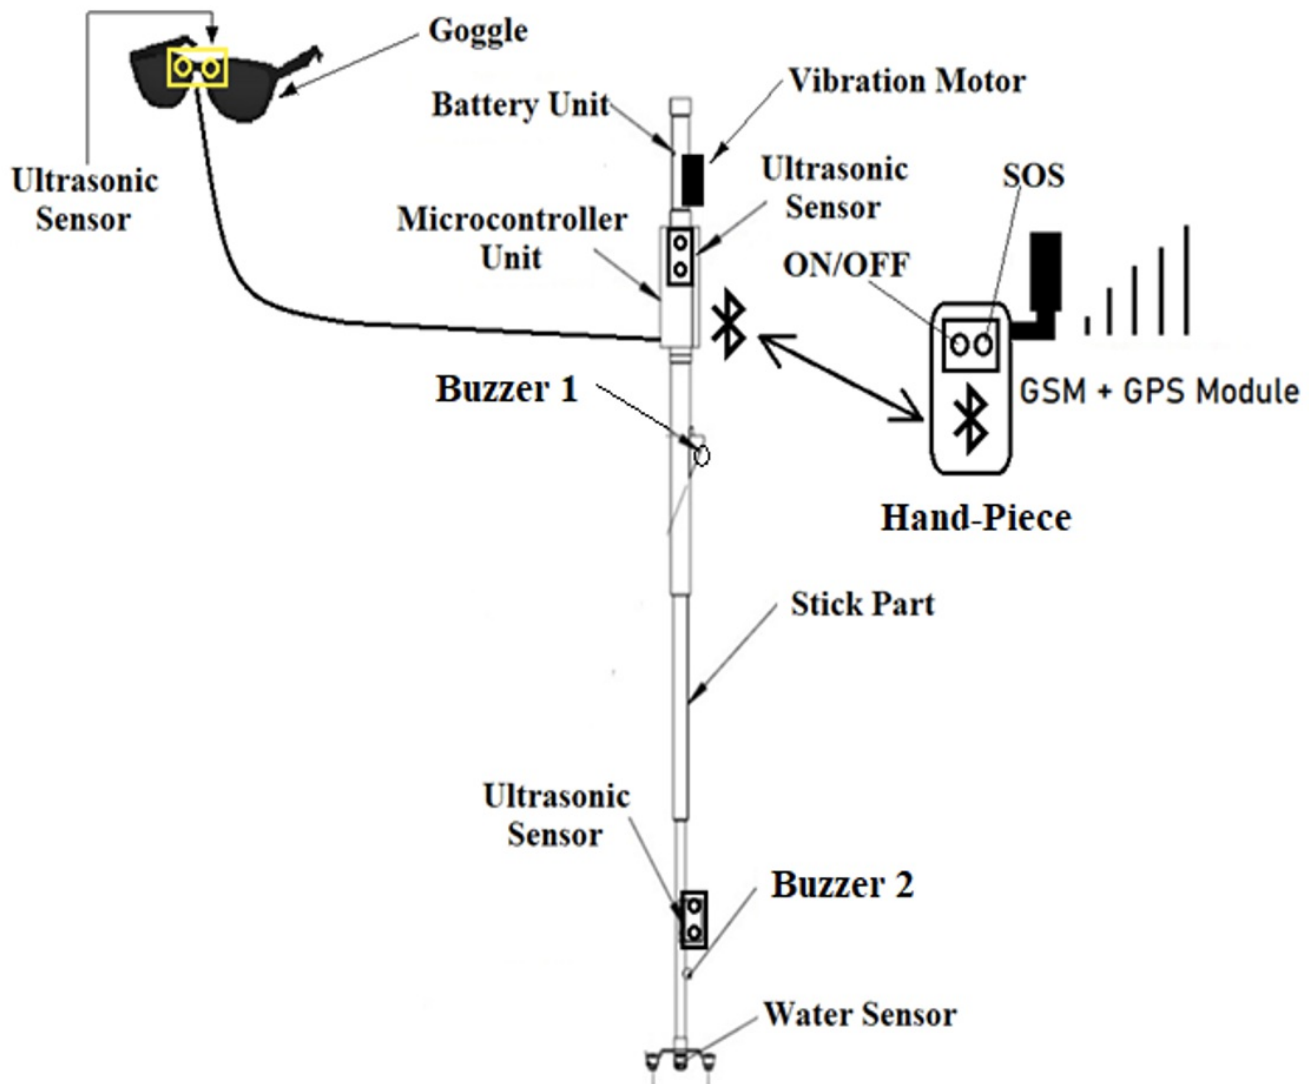 Goggle
Vibration Motor
Battery Unit
Ultrasonic
Sensor
Ultrasonic
Sensor
SOS
Microcontroller
Unit
ON/OFF
Buzzer 1
GSM + GPS Module
Hand-Piece
Stick Part
Ultrasonic
Sensor
Buzzer 2
Water Sensor